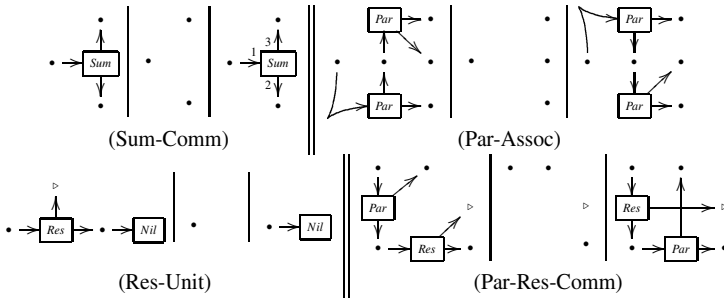 Par Par
3
Sum 1 Sum Par
2
Par Par
(Sum-Comm) (Par-Assoc)
Par Res
Res Nil Nil Res Par
(Res-Unit) (Par-Res-Comm)